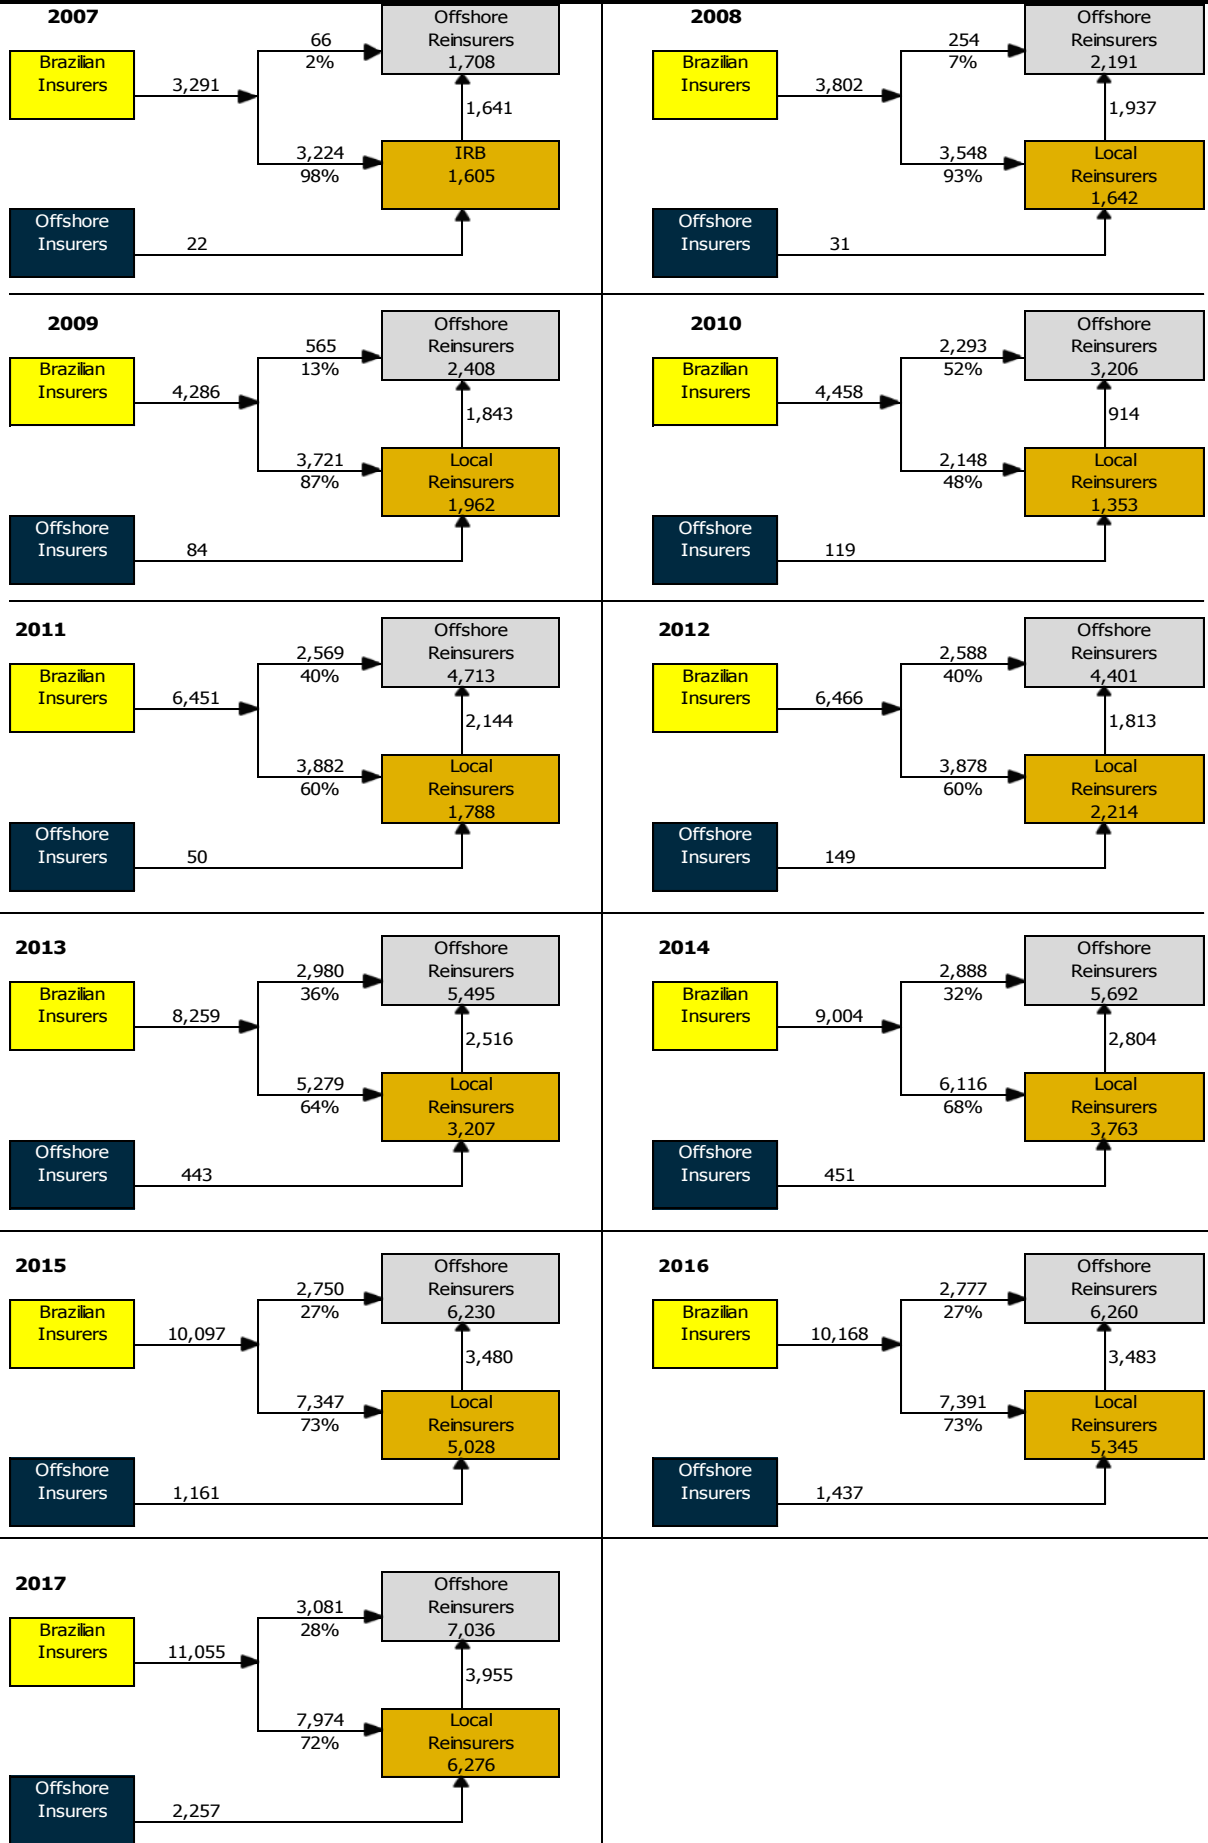 2007
Brazilian
Insurers
3,291
66
2%
Offshore
Reinsurers
1,708
1,641
3,224
98%
IRB
1,605
Offshore
Insurers
22
2008
Brazilian
Insurers
3,802
254
7%
Offshore
Reinsurers
2,191
1,937
3,548
93%
Local
Reinsurers
1,642
Offshore
Insurers
31
2009
Brazilian
Insurers
4,286
565
13%
Offshore
Reinsurers
2,408
1,843
3,721
87%
Local
Reinsurers
1,962
Offshore
Insurers
84
2010
Brazilian
Insurers
4,458
2,293
52%
Offshore
Reinsurers
3,206
914
2,148
48%
Local
Reinsurers
1,353
Offshore
Insurers
119
2011
Brazilian
Insurers
6,451
2,569
40%
Offshore
Reinsurers
4,713
2,144
3,882
60%
Local
Reinsurers
1,788
Offshore
Insurers
50
2012
Brazilian
Insurers
6,466
2,588
40%
Offshore
Reinsurers
4,401
1,813
3,878
60%
Local
Reinsurers
2,214
Offshore
Insurers
149
2013
Brazilian
Insurers
8,259
2,980
36%
Offshore
Reinsurers
5,495
2,516
5,279
64%
Local
Reinsurers
3,207
Offshore
Insurers
443
2014
Brazilian
Insurers
9,004
2,888
32%
Offshore
Reinsurers
5,692
2,804
6,116
68%
Local
Reinsurers
3,763
Offshore
Insurers
451
2015
Brazilian
Insurers
10,097
2,750
27%
Offshore
Reinsurers
6,230
3,480
7,347
73%
Local
Reinsurers
5,028
Offshore
Insurers
1,161
2016
Brazilian
Insurers
10,168
2,777
27%
Offshore
Reinsurers
6,260
3,483
7,391
73%
Local
Reinsurers
5,345
Offshore
Insurers
1,437
2017
Brazilian
Insurers
11,055
3,081
28%
Offshore
Reinsurers
7,036
3,955
7,974
72%
Local
Reinsurers
6,276
Offshore
Insurers
2,257